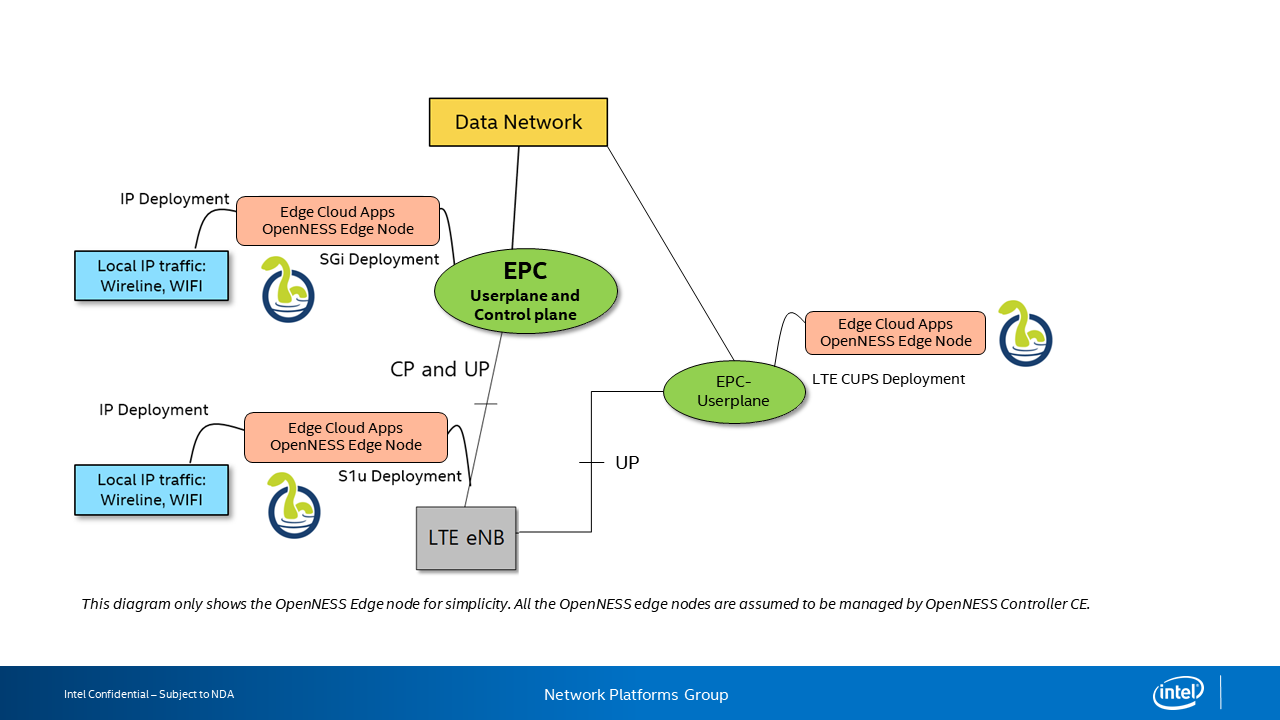 Data Network
IP Deployment
Edge Cloud Apps
OpenNESS Edge Node
SGi Deployment
Local IP traffic:
Wireline, WIFI
EPC
Userplane and
Control plane
Edge Cloud Apps
OpenNESS Edge Node
LTE CUPS Deployment
EPC-
Userplane
CP and UP
IP Deployment
Edge Cloud Apps
OpenNESS Edge Node
S1u Deployment
Local IP traffic:
Wireline, WIFI
UP
LTE eNB
This diagram only shows the OpenNESS Edge node for simplicity. All the OpenNESS edge nodes are assumed to be managed by OpenNESS Controller CE.
Intel Confidential – Subject to NDA
Network Platforms Group
intel